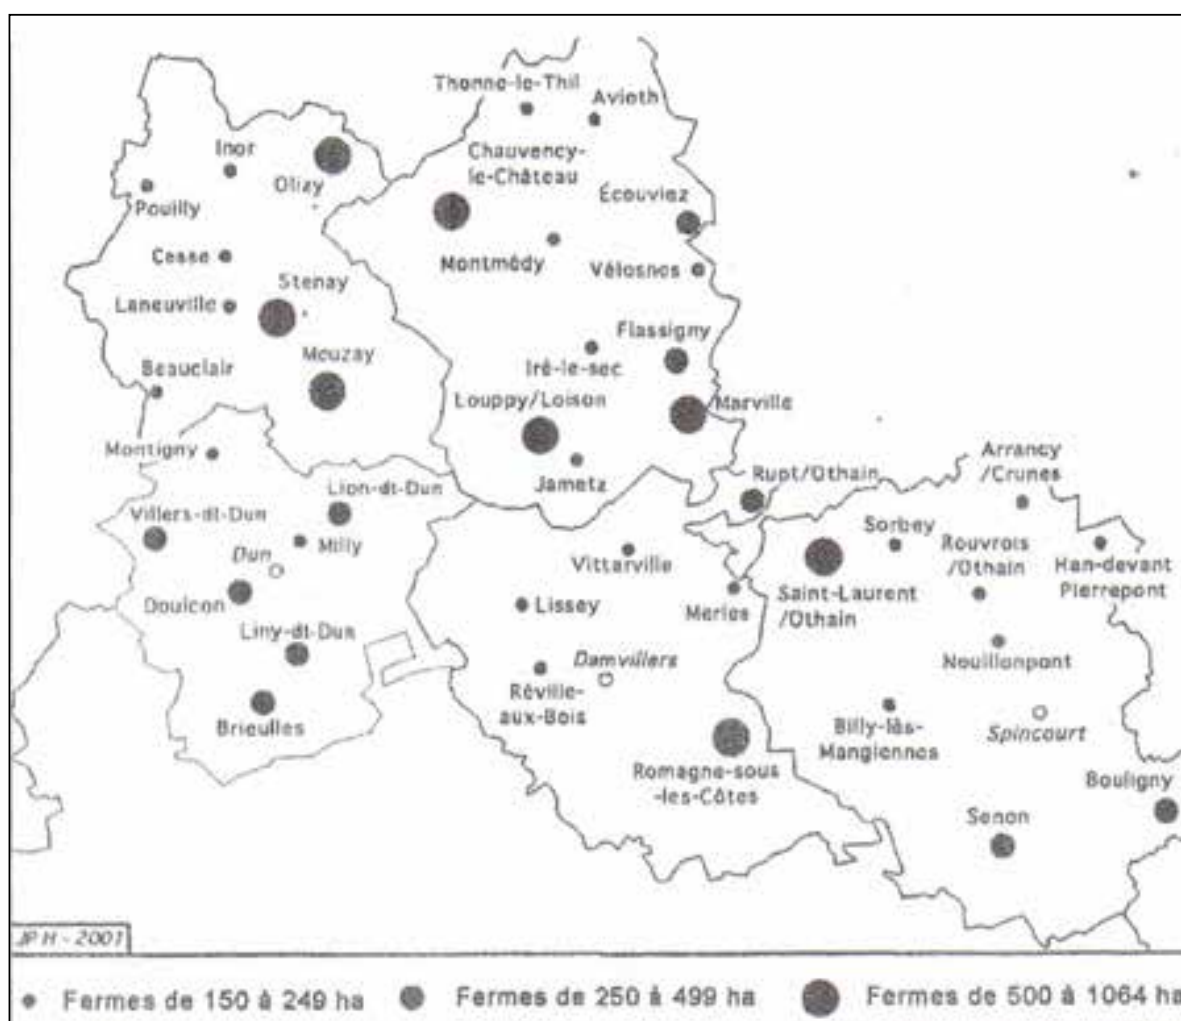 Thonne-le-Thil
Avioth
Inor
Olizy
Chauvency-
le-Château
Écouviez
Pouilly
Montmédy
Vélosnes
Cesse
Stenay
Laneuville
Mouzay
Flassigny
Iré-le-sec
Beauclair
Louppy/Loison
Marville
Montigny
Jametz
Rupt/Othain
Arrancy
/Crunes
Lion-dt-Dun
Villers-dt-Dun
Milly
Dun
Sorbey
Rouvrois
/Othain
Han-devant
Pierrepont
Vittarville
Doulcon
Lissey
Merles
Saint-Laurent
/Othain
Liny-dt-Dun
Nouillonpont
Damvillers
Réville-
aux-Bois
Brieulles
Billy-lès-
Mangiennes
Spincourt
Romagne-sous
-les-Côtes
Bouligny
Senon
JP H - 2001
Fermes de 150 à 249 ha
Fermes de 250 à 499 ha
Fermes de 500 à 1064 ha